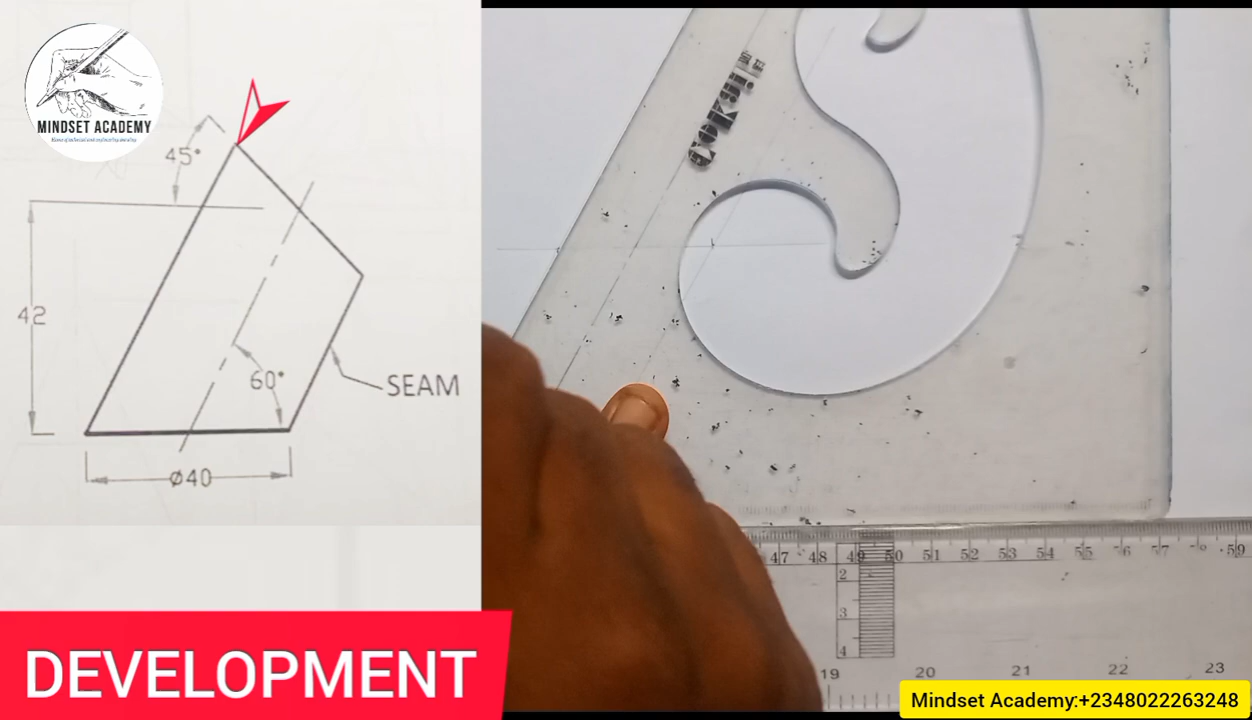 MINDSET ACADEMY
45°
42
60°
SEAM
ø40
DEVELOPMENT
47 48 49 50 51 52 53 54 55 56 57 59
2
3
4
19 20 21 22 23
Mindset Academy:+2348022263248